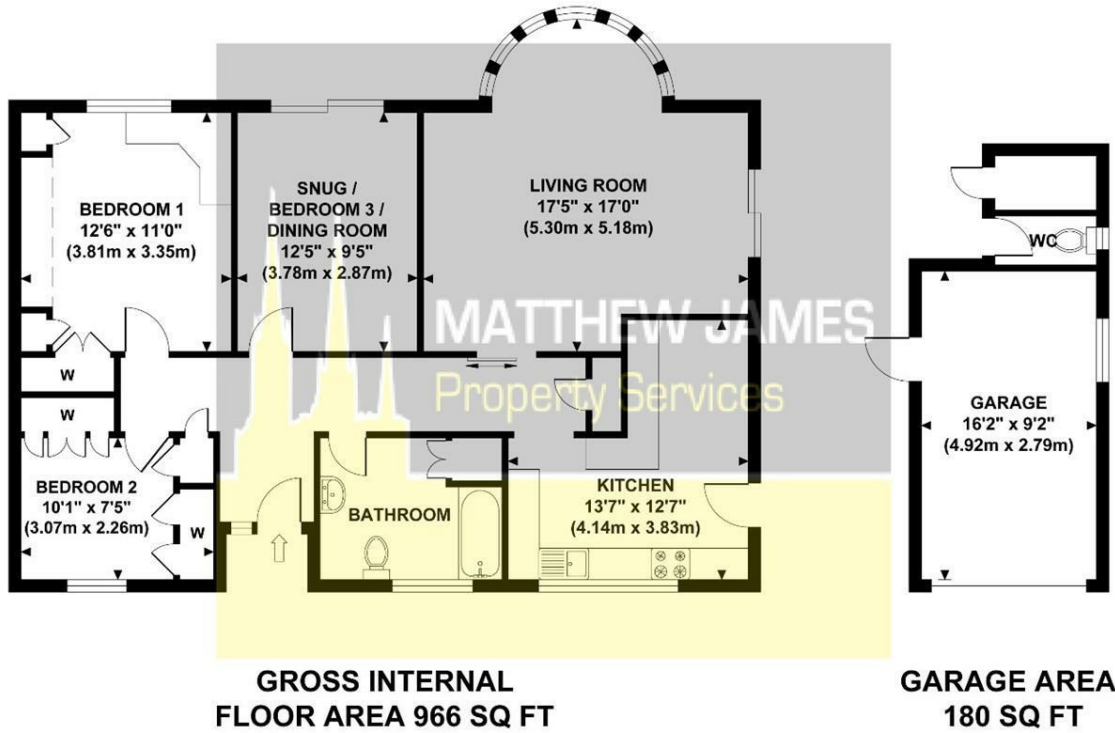 BEDROOM 1
12'6" x 11'0"
(3.81m x 3.35m)
SNUG /
BEDROOM 3 /
DINING ROOM
12'5" x 9'5"
(3.78m x 2.87m)
LIVING ROOM
17'5" x 17'0"
(5.30m x 5.18m)
WC
MATTHEW JAMES
Property Services
W
W
BEDROOM 2
10'1" x 7'5"
(3.07m x 2.26m)
W
BATHROOM
KITCHEN
13'7" x 12'7"
(4.14m x 3.83m)
GARAGE
16'2" x 9'2"
(4.92m x 2.79m)
GROSS INTERNAL
FLOOR AREA 966 SQ FT
GARAGE AREA
180 SQ FT